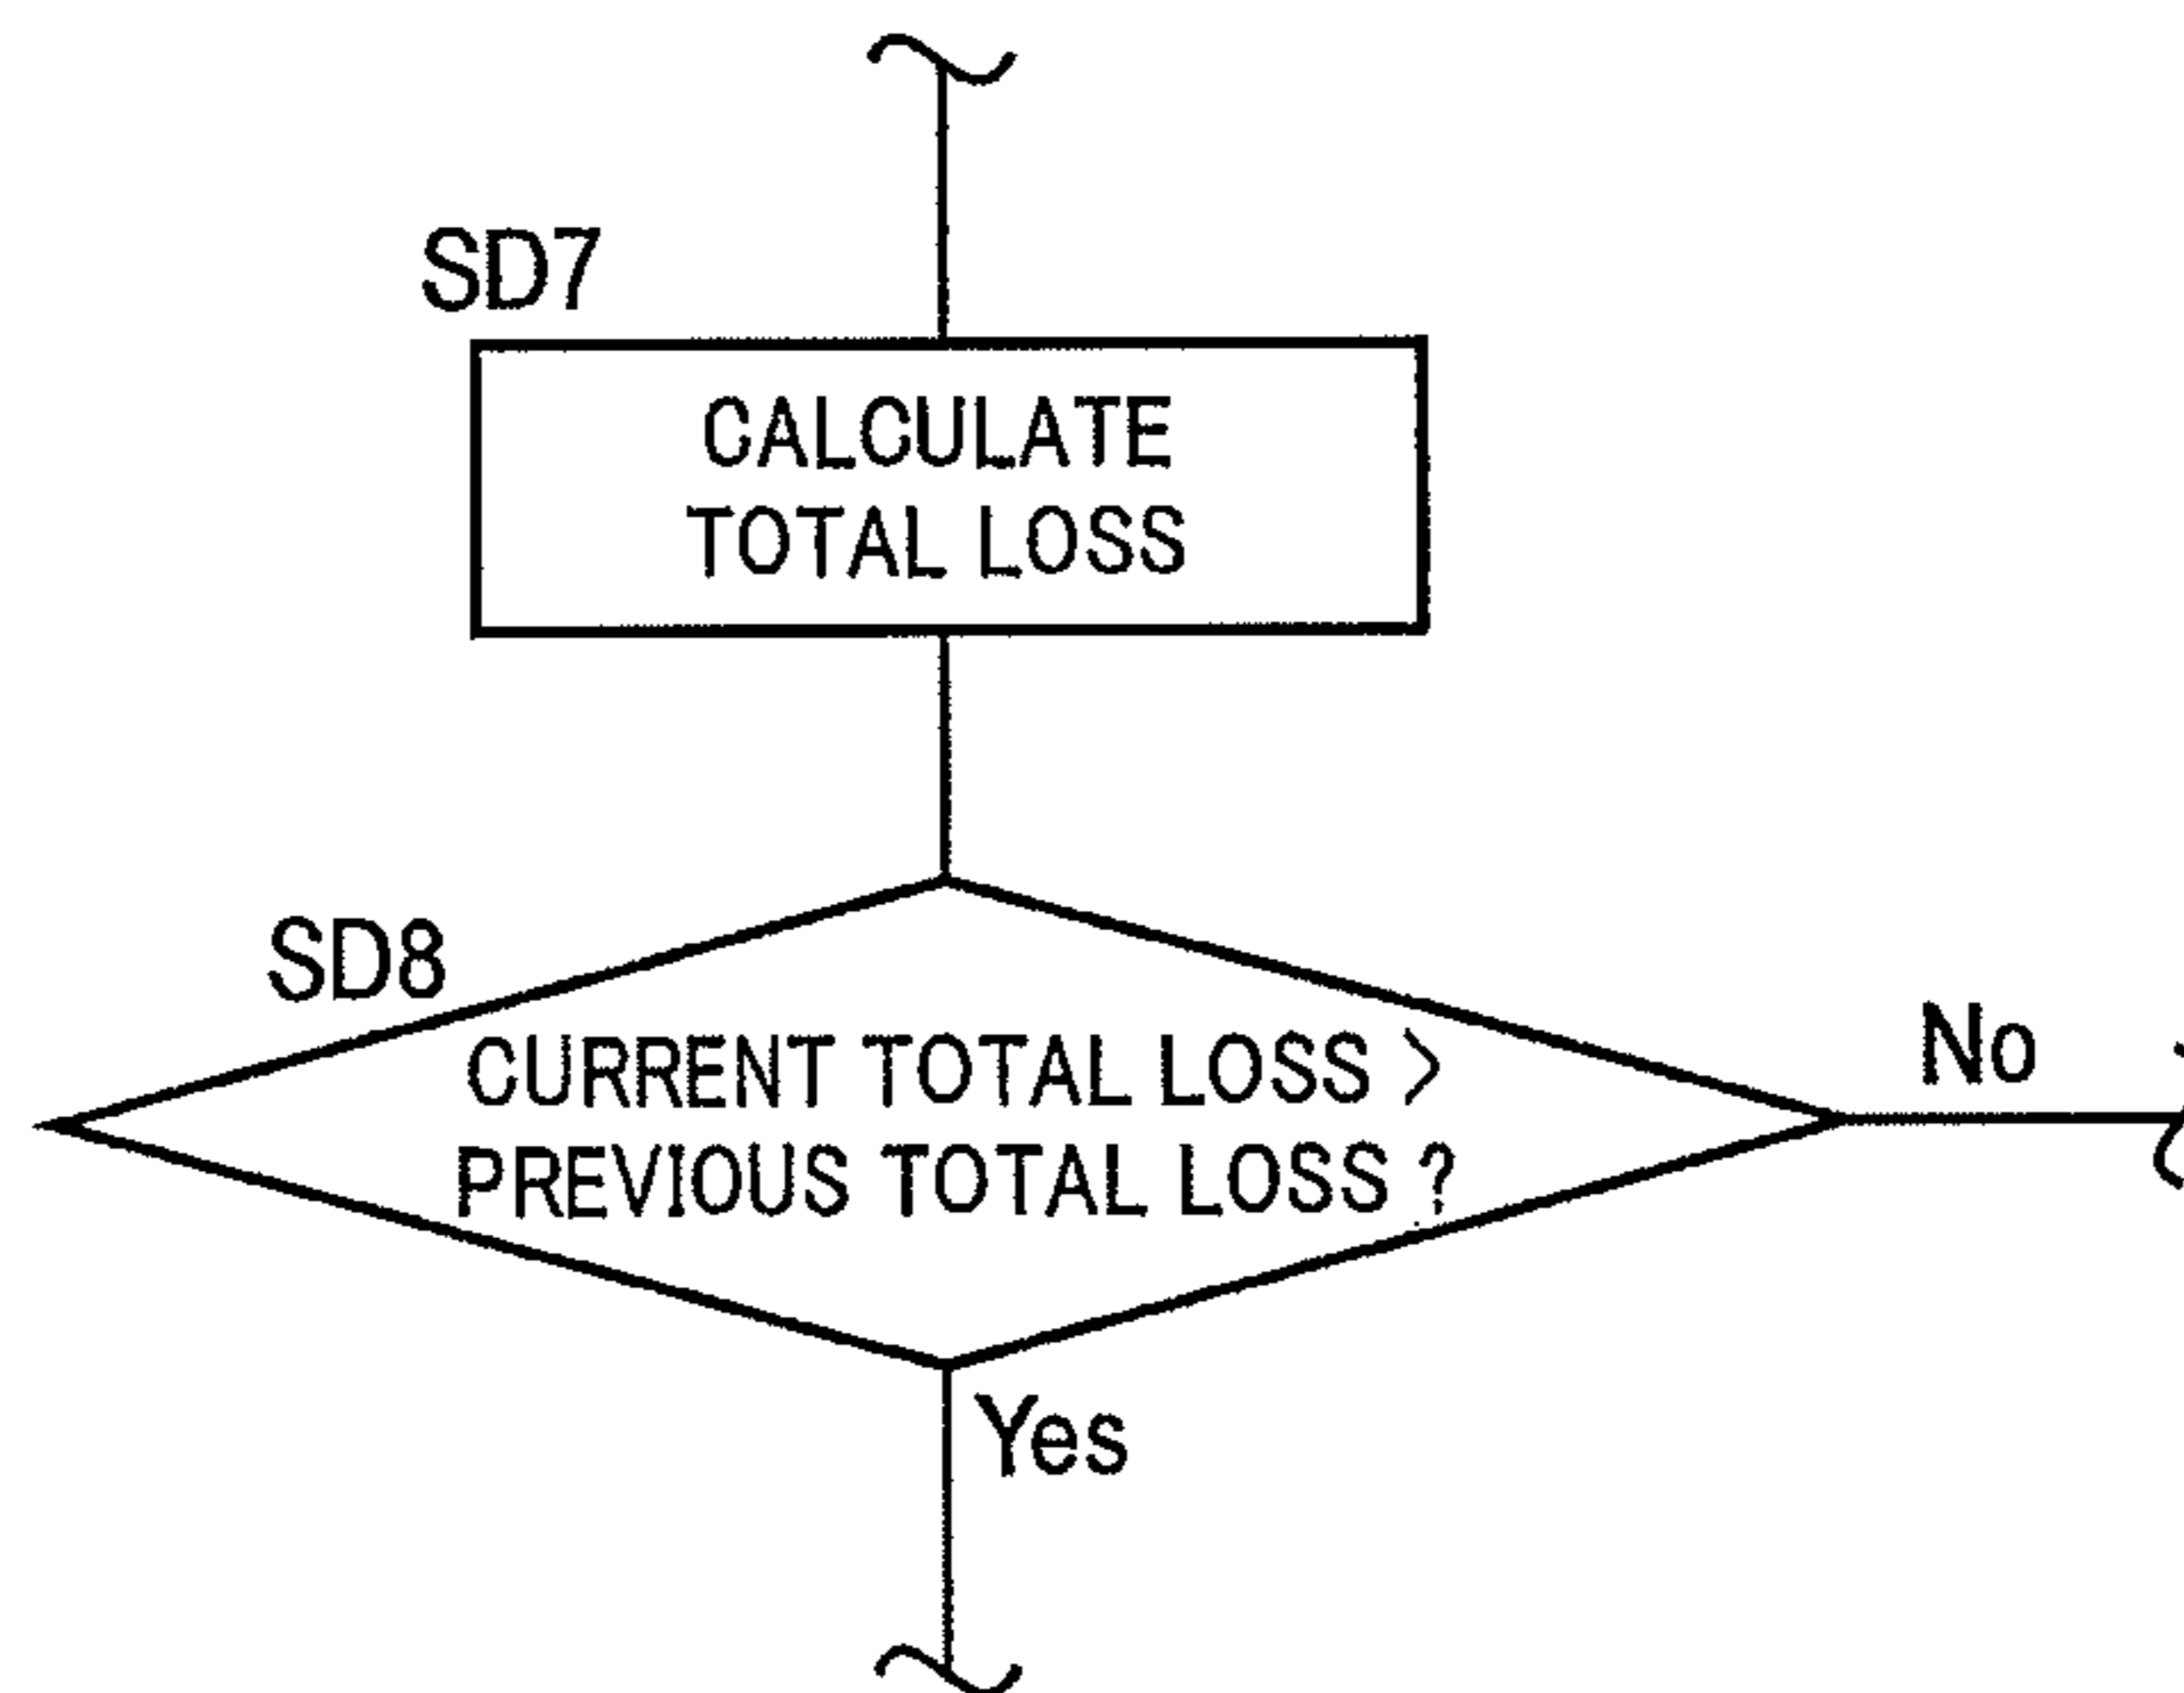 SD7
CALCULATE
TOTAL LOSS
SD8
CURRENT TOTAL LOSS >
PREVIOUS TOTAL LOSS ?
No
Yes